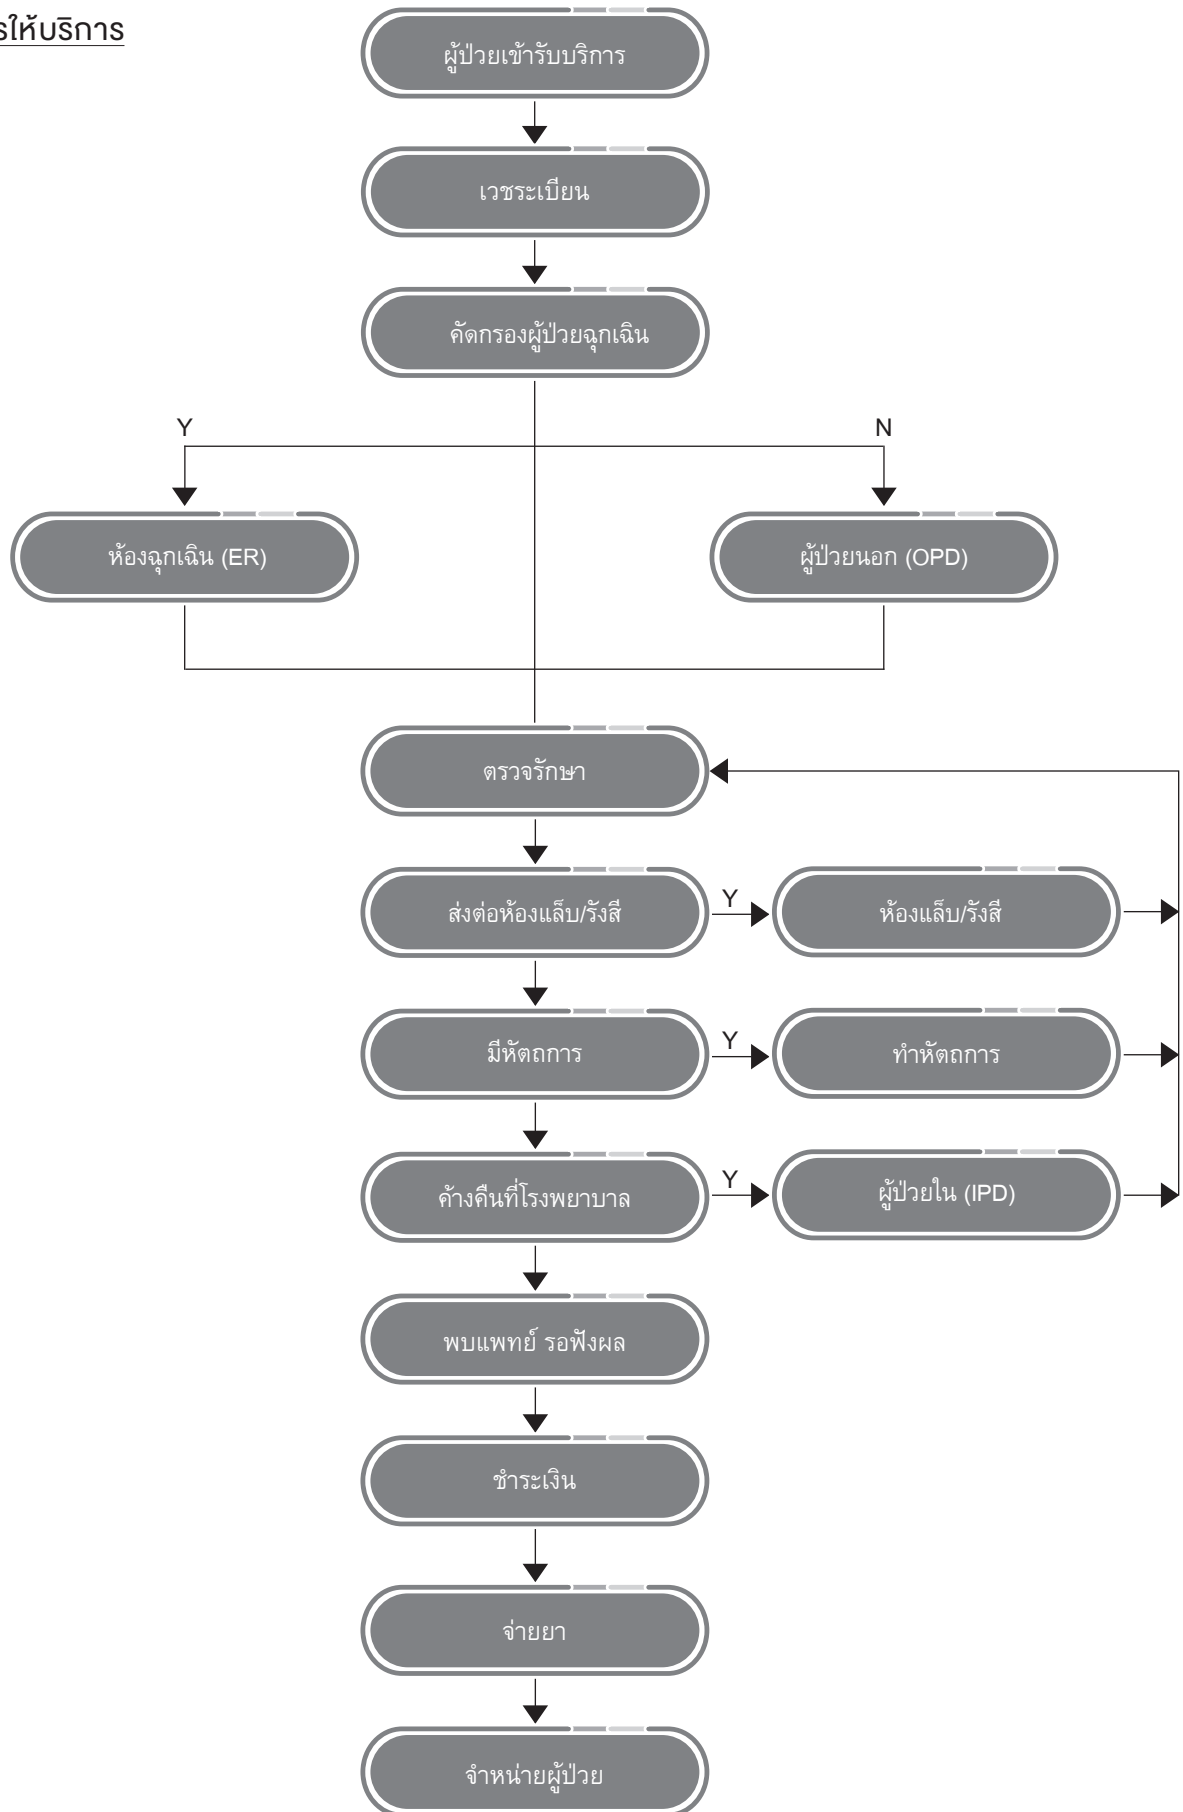 รให้บริการ
ผู้ป่วยเข้ารับบริการ
เวชระเบียน
คัดกรองผู้ป่วยฉุกเฉิน
Y
N
ห้องฉุกเฉิน (ER)
ผู้ป่วยนอก (OPD)
ตรวจรักษา
ส่งต่อห้องแล็บ/รังสี
Y
ห้องแล็บ/รังสี
มีหัตถการ
Y
ทำหัตถการ
ค้างคืนที่โรงพยาบาล
Y
ผู้ป่วยใน (IPD)
พบแพทย์ รอฟังผล
ชำระเงิน
จ่ายยา
จำหน่ายผู้ป่วย